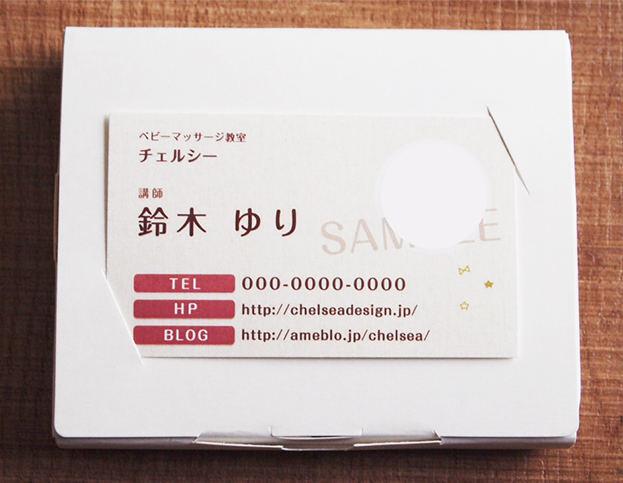 ベビーマッサージ教室
チェルシー
講師
鈴木 ゆり
TEL 000-0000-0000
HP http://chelseadesign.jp/
BLOG http://ameblo.jp/chelsea/